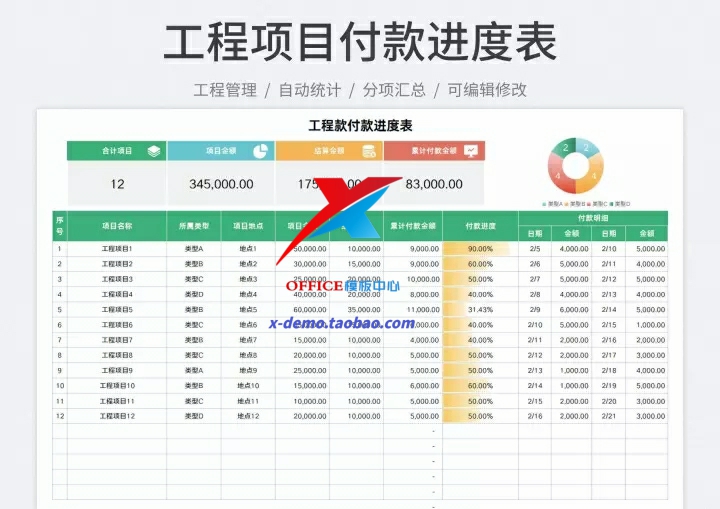 工程项目付款进度表
工程管理 / 自动统计 / 分项汇总 / 可编辑修改
工程款付款进度表
合计项目 项目金额 结算金额 累计付款金额
12 345,000.00 83,000.00
2 2 4 4
类型A 类型B 类型C 类型D
序号 项目名称 所属类型 项目地点 累计付款金额 付款进度 付款明细
日期 金额 日期 金额
1 工程项目1 类型A 地点1 50,000.00 10,000.00 9,000.00 90.00% 2/5 4,000.00 2/10 5,000.00
2 工程项目2 类型B 地点2 30,000.00 15,000.00 9,000.00 60.00% 2/6 5,000.00 2/11 4,000.00
3 工程项目3 类型C 地点3 25,000.00 20,000.00 10,000.00 50.00% 2/7 5,000.00 2/12 5,000.00
4 工程项目4 类型D 地点4 40,000.00 20,000.00 8,000.00 40.00% 2/8 4,000.00 2/13 4,000.00
OFFICE模版中心
5 工程项目5 类型B 地点5 60,000.00 35,000.00 11,000.00 31.43% 2/9 6,000.00 2/14 5,000.00
6 工程项目6 类型C 地点6 40.00% 2/10 5,000.00 2/15 1,000.00
x-demo.taobao.com
7 工程项目7 类型B 地点7 15,000.00 10,000.00 4,000.00 40.00% 2/11 2,000.00 2/16 2,000.00
8 工程项目8 类型C 地点8 20,000.00 10,000.00 5,000.00 50.00% 2/12 2,000.00 2/17 3,000.00
9 工程项目9 类型A 地点9 25,000.00 10,000.00 5,000.00 50.00% 2/13 1,000.00 2/18 4,000.00
10 工程项目10 类型B 地点10 15,000.00 10,000.00 6,000.00 60.00% 2/14 1,000.00 2/19 5,000.00
11 工程项目11 类型C 地点11 10,000.00 10,000.00 5,000.00 50.00% 2/15 2,000.00 2/20 3,000.00
12 工程项目12 类型D 地点12 20,000.00 10,000.00 5,000.00 50.00% 2/16 2,000.00 2/21 3,000.00
-
-
-
-
-
-